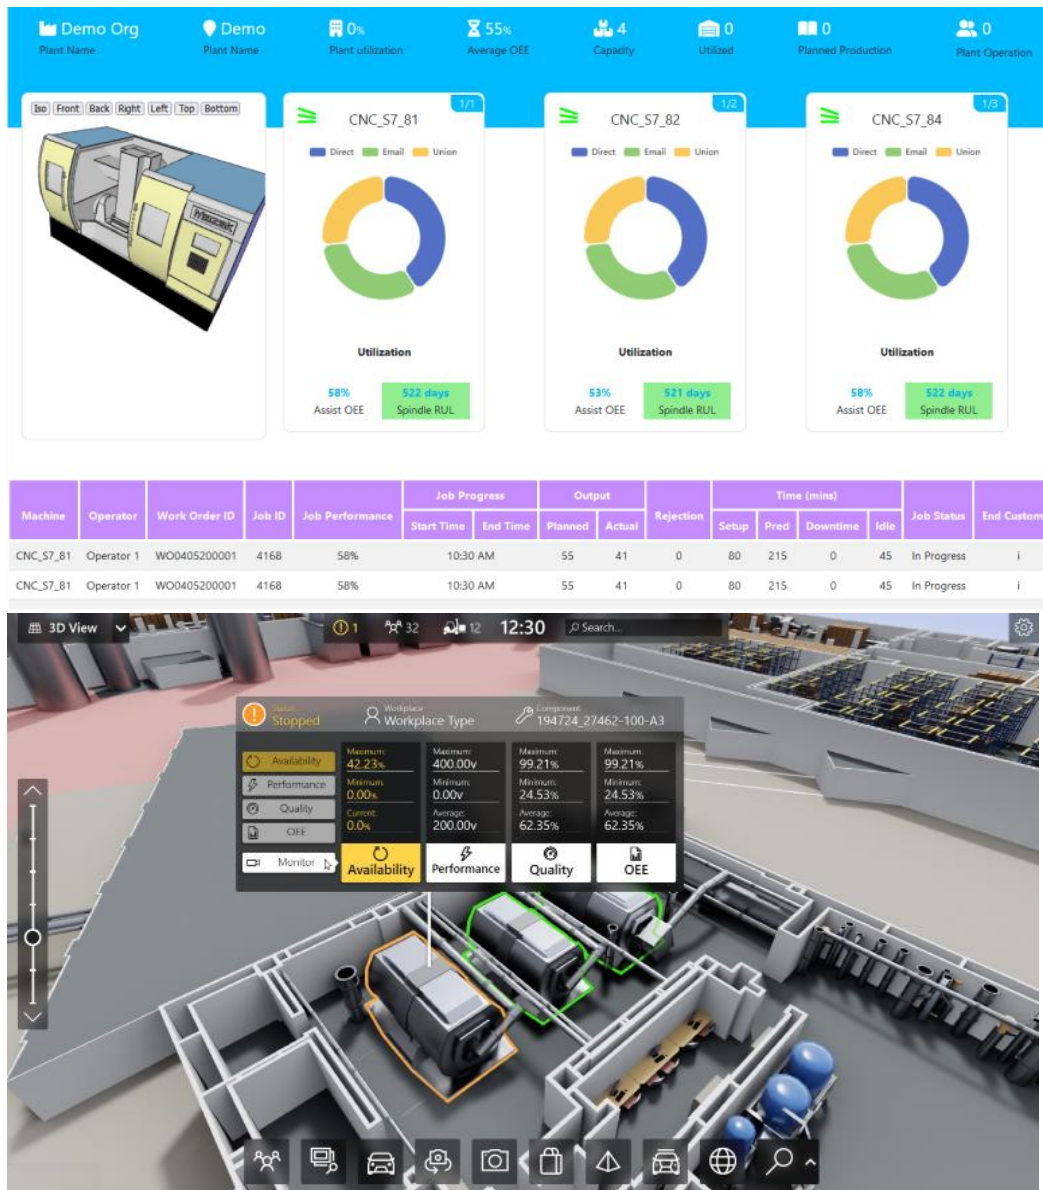 Demo Org Demo 0% 55% 4 0 0 0
Plant Name Plant Name Plant utilization Average OEE Capacity Utilized Planned Production Plant Operation
Iso Front Back Right Left Top Bottom
1/1
CNC_S7_81
Direct Email Union
Utilization
58% 522 days
Assist OEE Spindle RUL
1/2
CNC_S7_82
Direct Email Union
Utilization
53% 521 days
Assist OEE Spindle RUL
1/3
CNC_S7_84
Direct Email Union
Utilization
58% 522 days
Assist OEE Spindle RUL
Job Progress Output Time (mins)
Machine Operator Work Order ID Job ID Job Performance Rejection Job Status End Custom
Start Time End Time Planned Actual Setup Pred Downtime Idle
CNC_S7_81 Operator 1 WO0405200001 4168 58% 10:30 AM 55 41 0 80 215 0 45 In Progress i
CNC_S7_81 Operator 1 WO0405200001 4168 58% 10:30 AM 55 41 0 80 215 0 45 In Progress i
3D View 1 32 12 12:30 Search...
Status Workplace Component
Stopped Workplace Type 194724_27462-100-A3
Availability
Performance
Quality
OEE
Monitor
Maximum: Maximum: Maximum: Maximum:
42.23% 400.00v 99.21% 99.21%
Minimum: Minimum: Minimum: Minimum:
0.00% 0.00v 24.53% 24.53%
Current: Average: Average: Average:
0.0% 200.00v 62.35% 62.35%
Availability Performance Quality OEE